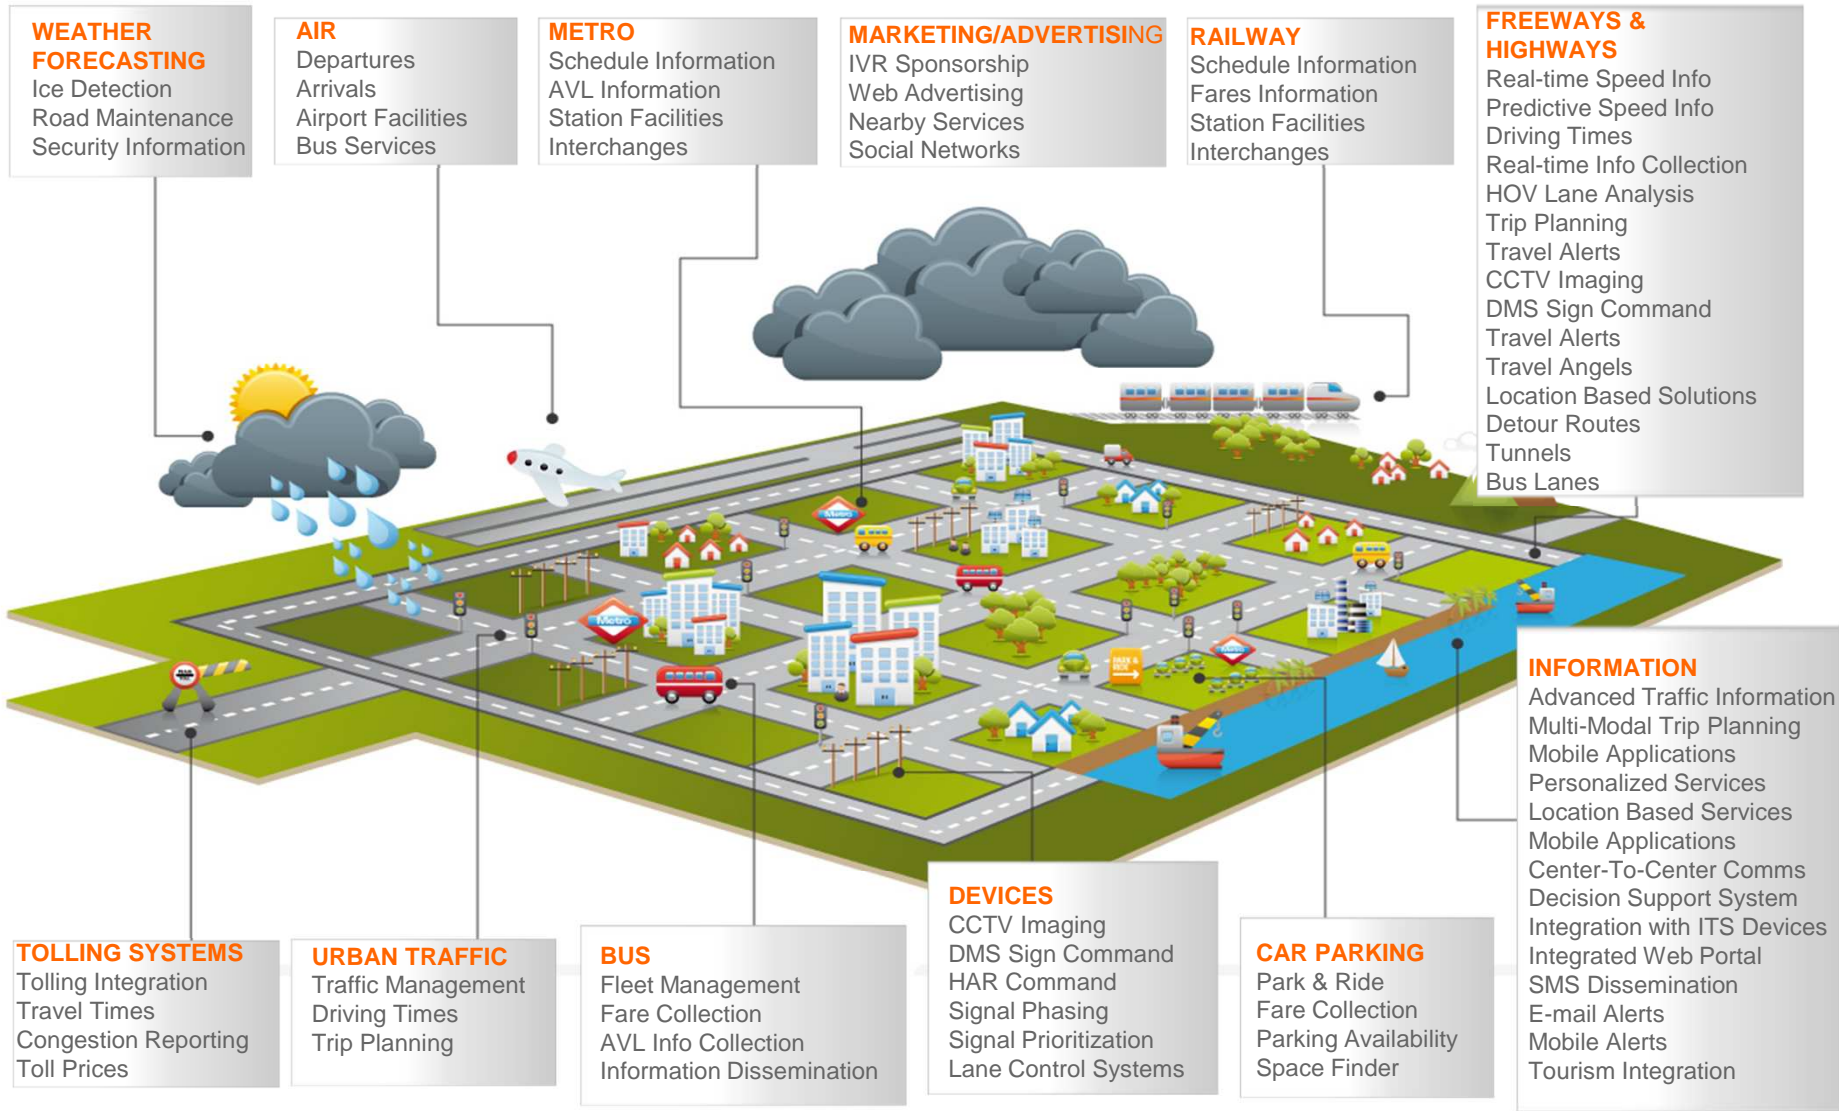 WEATHER
FORECASTING
Ice Detection
Road Maintenance
Security Information
AIR
Departures
Arrivals
Airport Facilities
Bus Services
METRO
Schedule Information
AVL Information
Station Facilities
Interchanges
MARKETING/ADVERTISING
IVR Sponsorship
Web Advertising
Nearby Services
Social Networks
RAILWAY
Schedule Information
Fares Information
Station Facilities
Interchanges
FREEWAYS &
HIGHWAYS
Real-time Speed Info
Predictive Speed Info
Driving Times
Real-time Info Collection
HOV Lane Analysis
Trip Planning
Travel Alerts
CCTV Imaging
DMS Sign Command
Travel Alerts
Travel Angels
Location Based Solutions
Detour Routes
Tunnels
Bus Lanes
Metro
Metro
Metro
PARK &
RIDE
INFORMATION
Advanced Traffic Information
Multi-Modal Trip Planning
Mobile Applications
Personalized Services
Location Based Services
Mobile Applications
Center-To-Center Comms
Decision Support System
Integration with ITS Devices
Integrated Web Portal
SMS Dissemination
E-mail Alerts
Mobile Alerts
Tourism Integration
TOLLING SYSTEMS
Tolling Integration
Travel Times
Congestion Reporting
Toll Prices
URBAN TRAFFIC
Traffic Management
Driving Times
Trip Planning
BUS
Fleet Management
Fare Collection
AVL Info Collection
Information Dissemination
DEVICES
CCTV Imaging
DMS Sign Command
HAR Command
Signal Phasing
Signal Prioritization
Lane Control Systems
CAR PARKING
Park & Ride
Fare Collection
Parking Availability
Space Finder